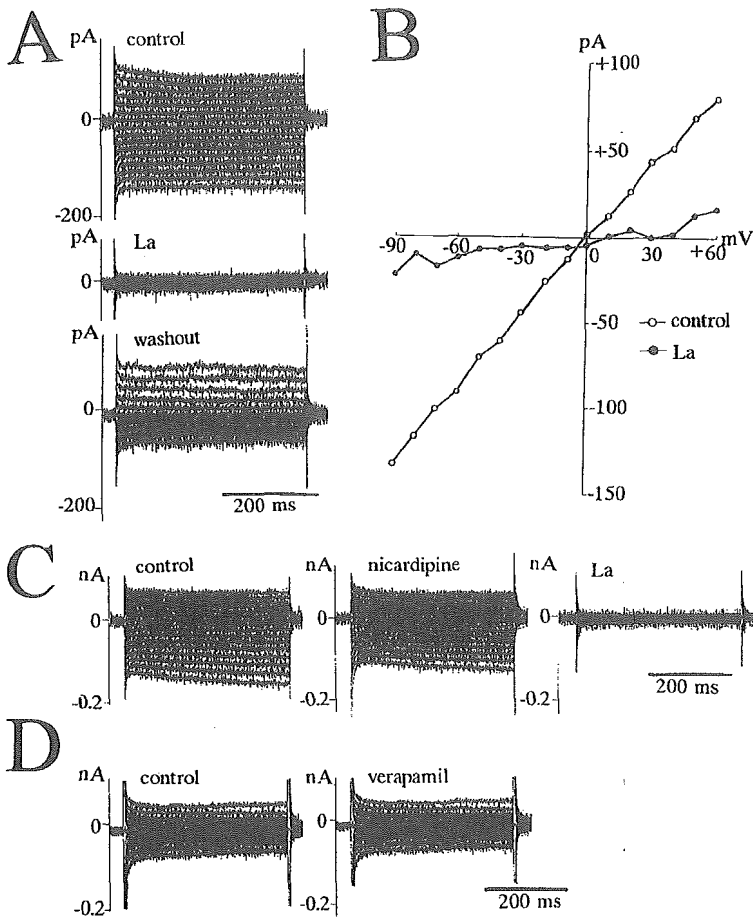 A
pA
control
0
-200
pA
La
0
pA
washout
0
-200
200 ms
B
pA
+100
+50
-90
-60
-30
0
30
+60
mV
-50
-100
-150
control
La
C
nA
control
0
-0.2
nA
nicardipine
0
-0.2
nA
La
0
-0.2
200 ms
D
nA
control
0
-0.2
nA
verapamil
0
-0.2
200 ms